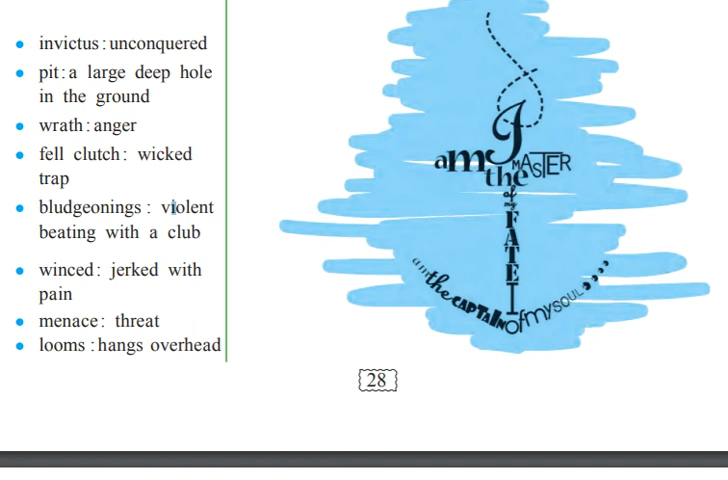 invictus : unconquered
pit : a large deep hole
in the ground
wrath : anger
fell clutch : wicked
trap
bludgeonings : violent
beating with a club
winced : jerked with
pain
menace : threat
looms : hangs overhead
I
am
the MASTER
of
my
FATE
I
am the CAPTAIN of my SOUL....
28